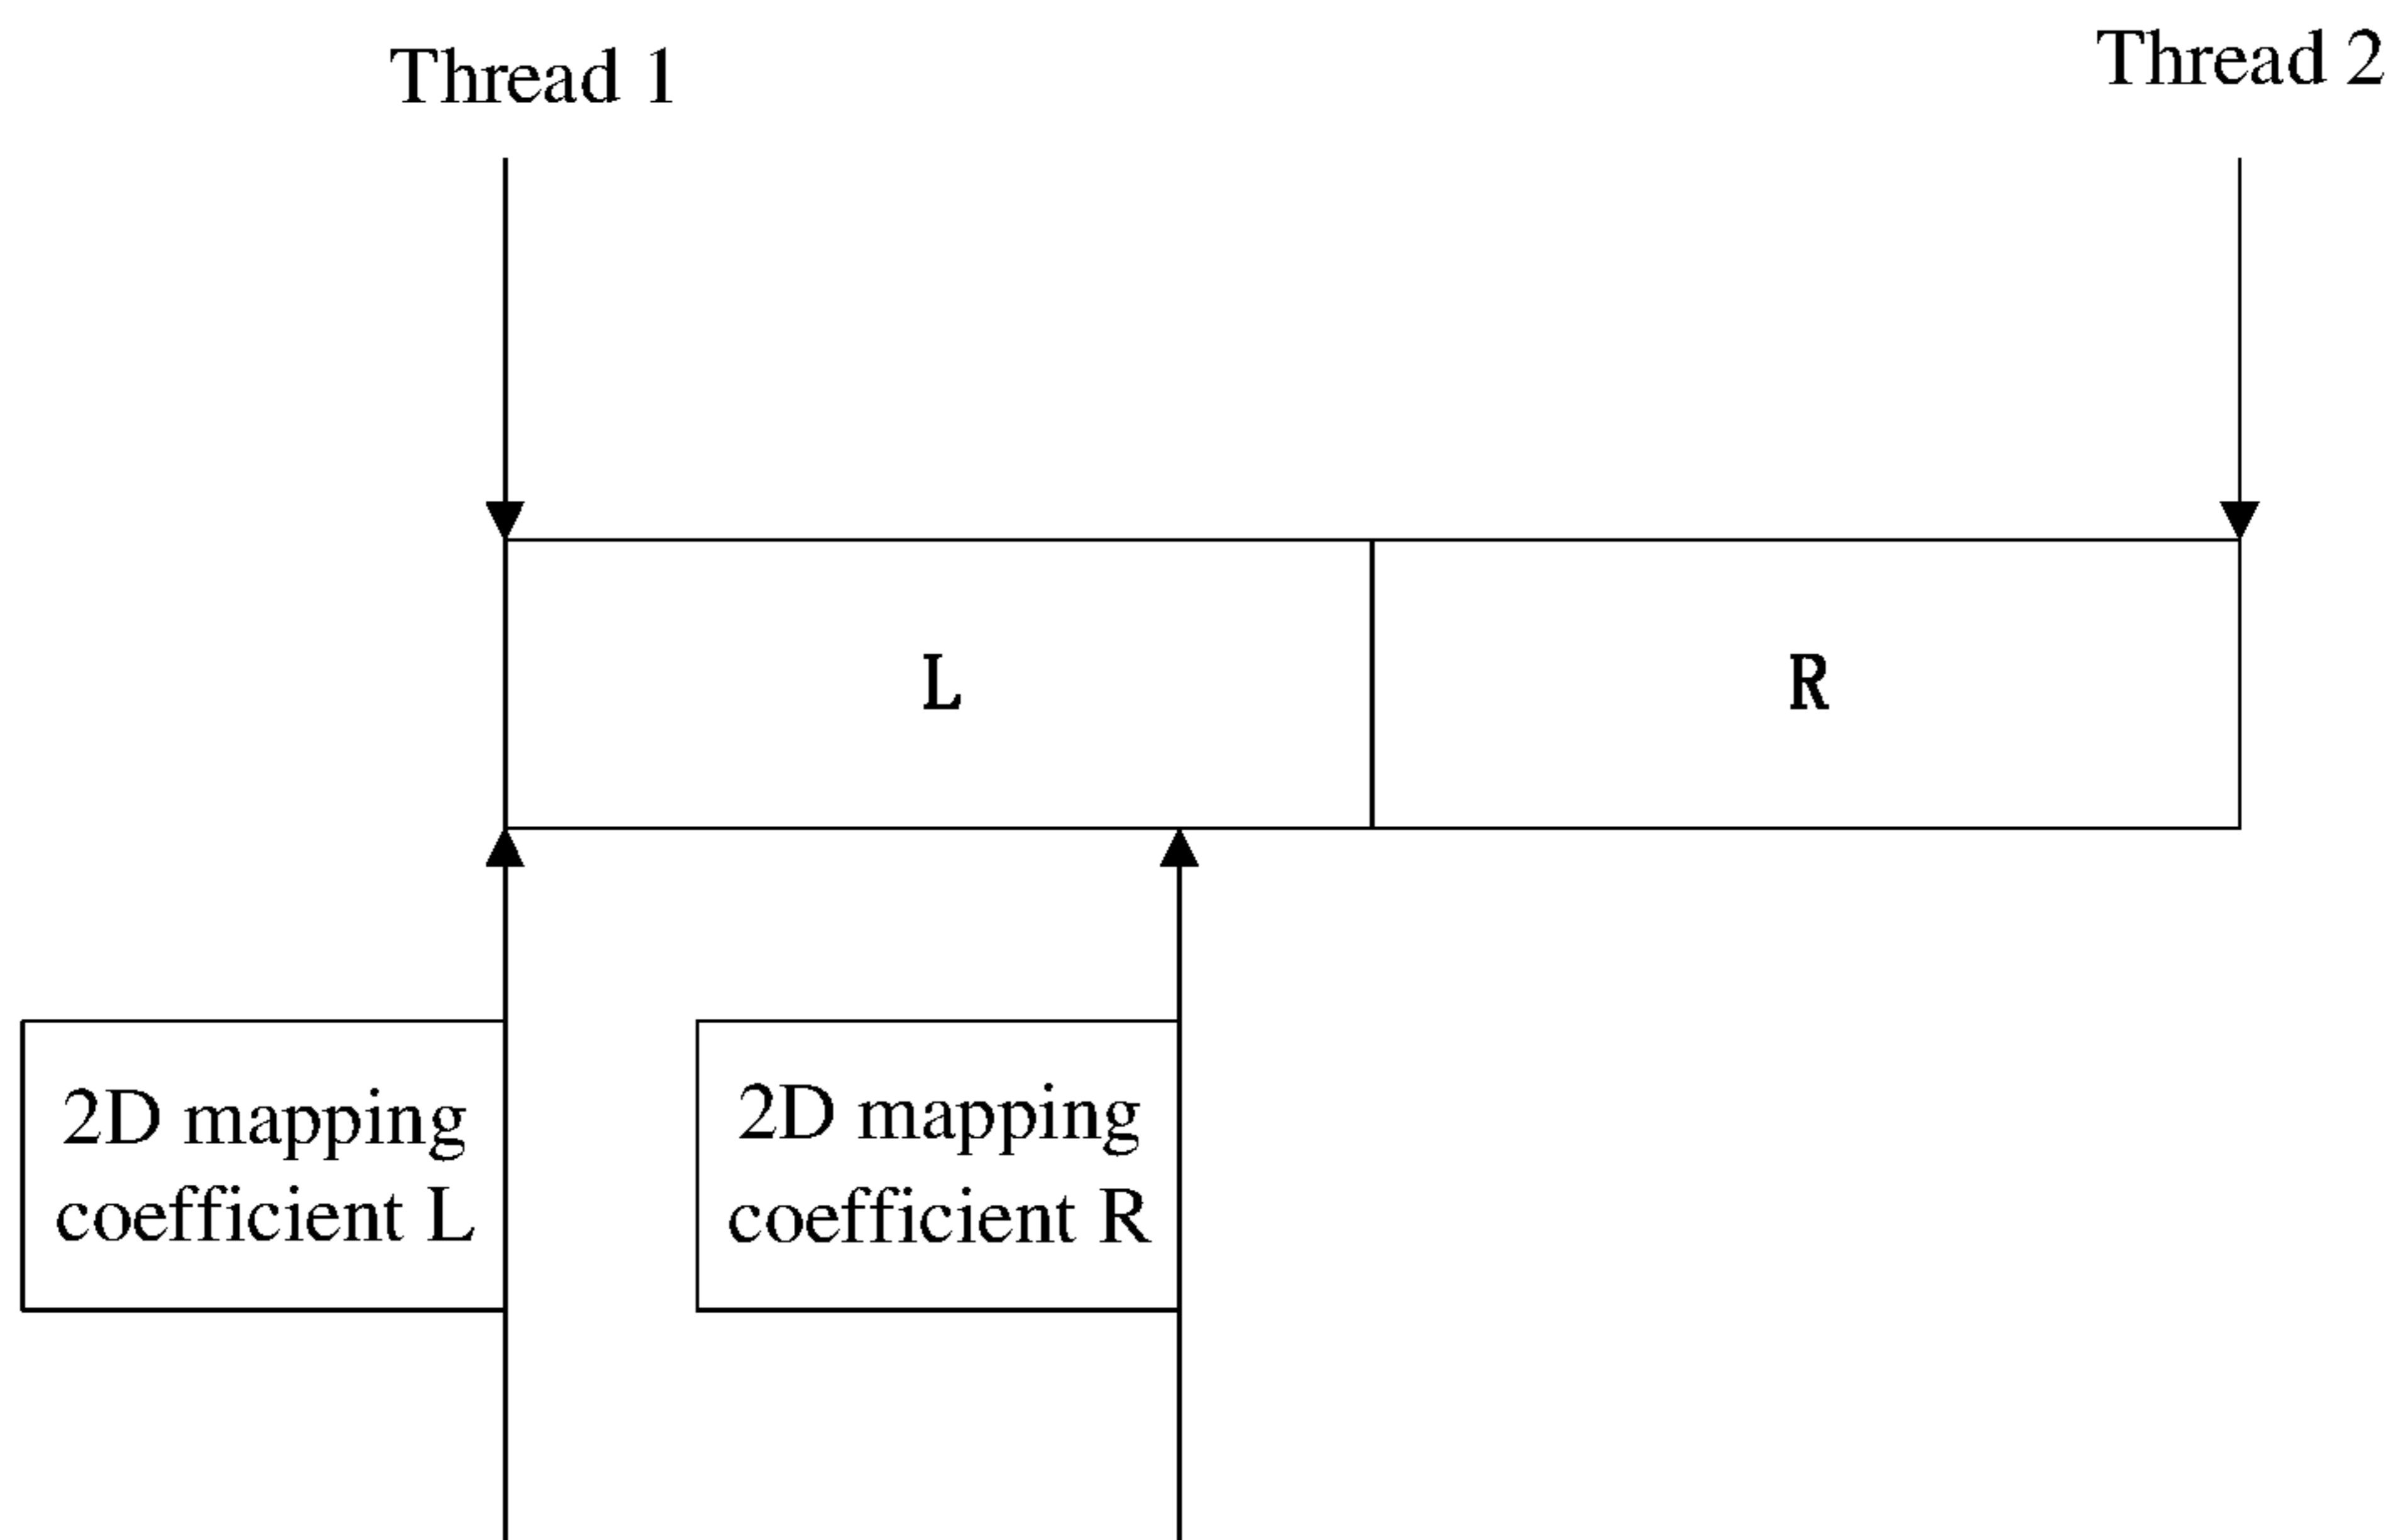 Thread 1
Thread 2
L
R
2D mapping
coefficient L
2D mapping
coefficient R